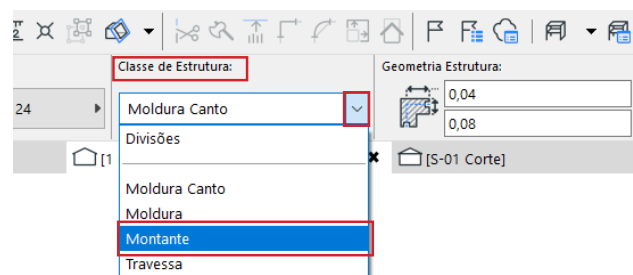 Classe de Estrutura:
Geometria Estrutura:
24
Moldura Canto
0,04
0,08
Divisões
[1
[S-01 Corte]
Moldura Canto
Moldura
Montante
Travessa